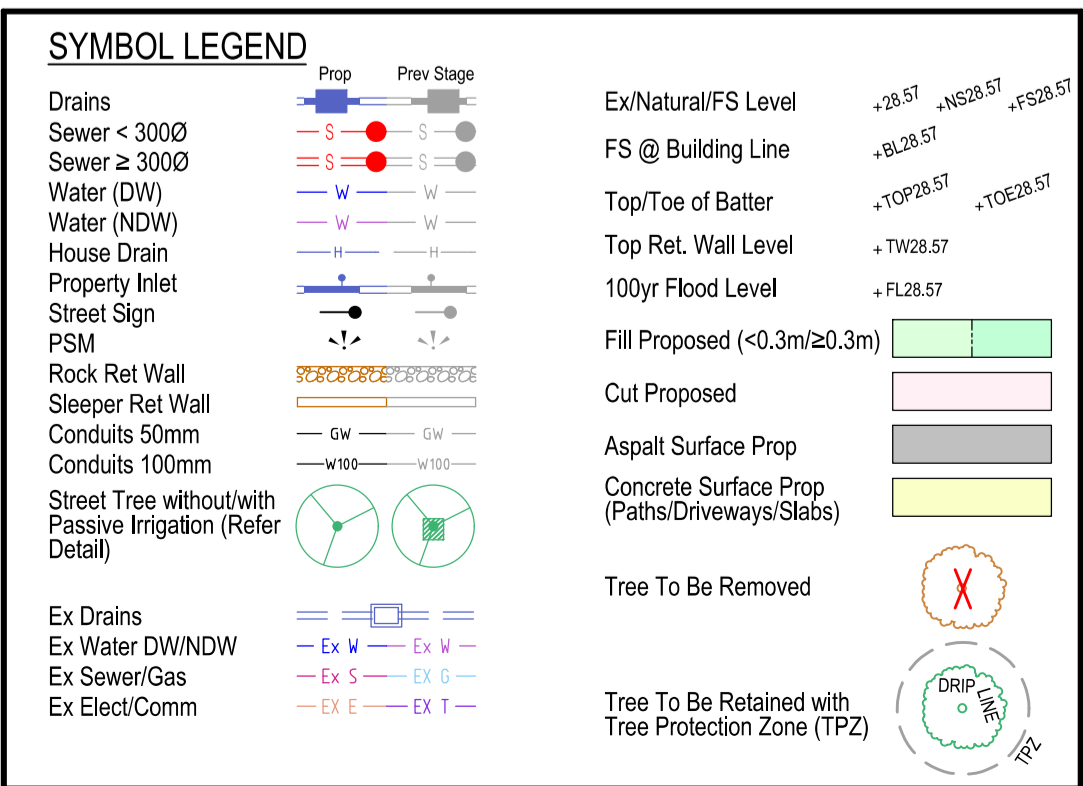 SYMBOL LEGEND
Prop Prev Stage
Drains
Sewer < 300Ø S S
Sewer ≥ 300Ø S S
Water (DW) W W
Water (NDW) W W
House Drain H H
Property Inlet
Street Sign
PSM
Rock Ret Wall
Sleeper Ret Wall
Conduits 50mm GW GW
Conduits 100mm W100 W100
Street Tree without/with
Passive Irrigation (Refer
Detail)
Ex Drains
Ex Water DW/NDW Ex W Ex W
Ex Sewer/Gas Ex S EX G
Ex Elect/Comm EX E EX T
Ex/Natural/FS Level +28.57 +NS28.57 +FS28.57
FS @ Building Line +BL28.57
Top/Toe of Batter +TOP28.57 +TOE28.57
Top Ret. Wall Level + TW28.57
100yr Flood Level + FL28.57
Fill Proposed (<0.3m/≥0.3m)
Cut Proposed
Aspalt Surface Prop
Concrete Surface Prop
(Paths/Driveways/Slabs)
Tree To Be Removed
Tree To Be Retained with
Tree Protection Zone (TPZ)
DRIP LINE
TPZ